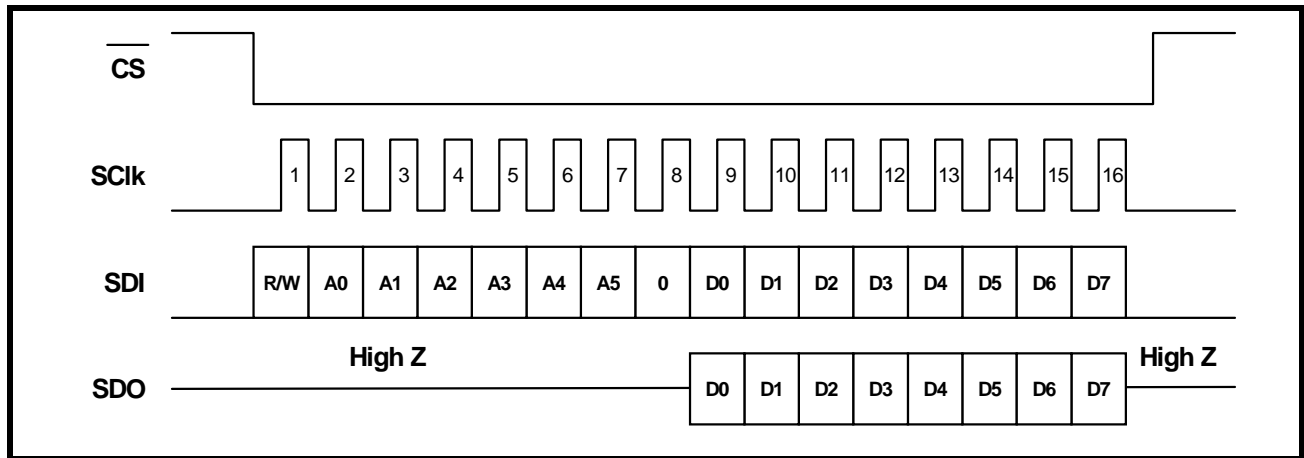 CS
SClk
1 2 3 4 5 6 7 8 9 10 11 12 13 14 15 16
SDI
R/W A0 A1 A2 A3 A4 A5 0 D0 D1 D2 D3 D4 D5 D6 D7
High Z
High Z
SDO
D0 D1 D2 D3 D4 D5 D6 D7